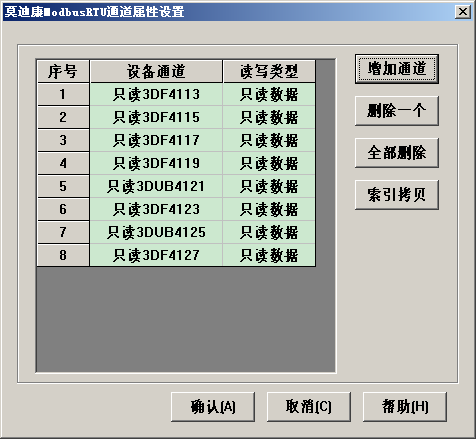 莫迪康ModbusRTU通道属性设置
序号 设备通道 读写类型
1 只读3DF4113 只读数据
2 只读3DF4115 只读数据
3 只读3DF4117 只读数据
4 只读3DF4119 只读数据
5 只读3DUB4121 只读数据
6 只读3DF4123 只读数据
7 只读3DUB4125 只读数据
8 只读3DF4127 只读数据
增加通道
删除一个
全部删除
索引拷贝
确认(A) 取消(C) 帮助(H)